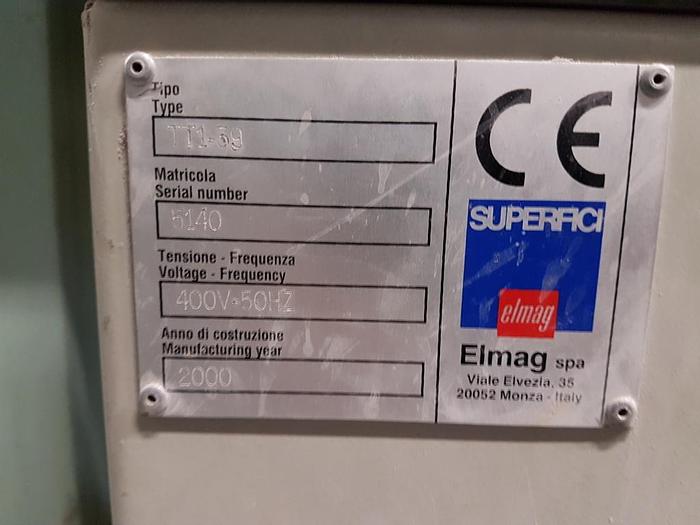 Tipo
Type
TT1-39
Matricola
Serial number
5140
Tensione - Frequenza
Voltage - Frequency
400V-50HZ
Anno di costruzione
Manufacturing year
2000
CE
SUPERFICI
elmag
Elmag spa
Viale Elvezia, 35
20052 Monza - Italy